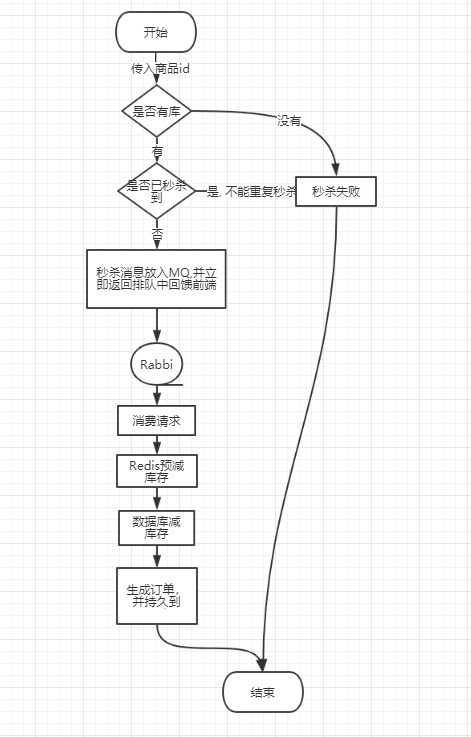 开始
传入商品id
是否有库
没有
有
是否已秒杀
到
是, 不能重复秒杀
秒杀失败
否
秒杀消息放入MQ,并立
即返回排队中回馈前端
Rabbi
消费请求
Redis预减
库存
数据库减
库存
生成订单，
并持久到
结束